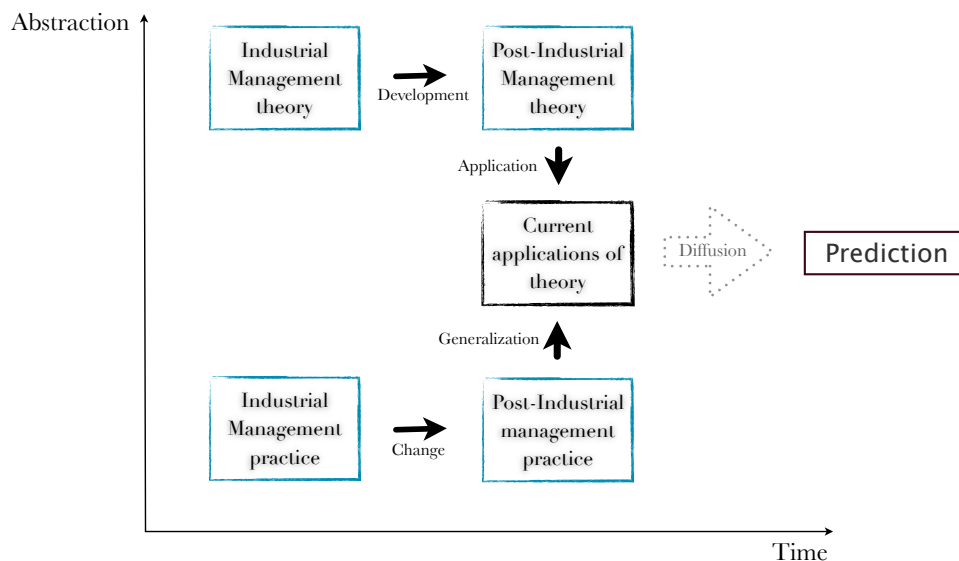 Abstraction
Industrial
Management
theory
Development
Post-Industrial
Management
theory
Application
Current
applications of
theory
Diffusion
Prediction
Generalization
Industrial
Management
practice
Change
Post-Industrial
management
practice
Time